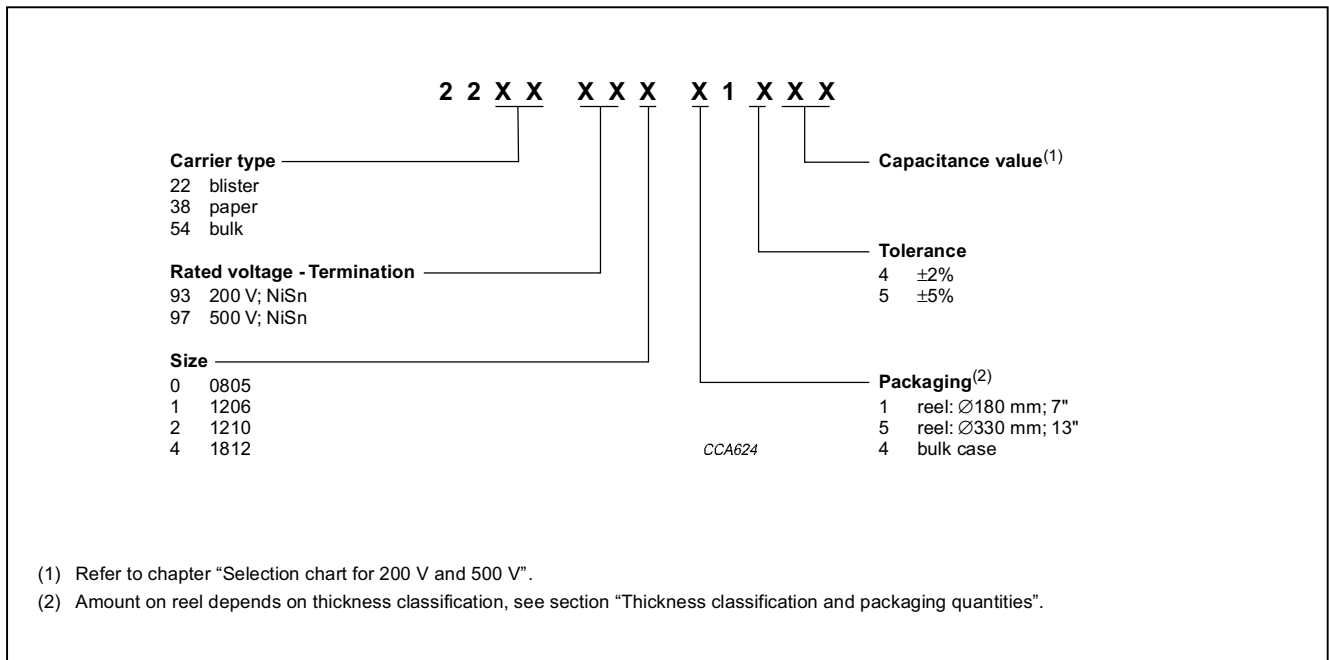 2 2 X X X X X X 1 X X X
Carrier type
22 blister
38 paper
54 bulk
Rated voltage - Termination
93 200 V; NiSn
97 500 V; NiSn
Size
0 0805
1 1206
2 1210
4 1812
Capacitance value(1)
Tolerance
4 ±2%
5 ±5%
Packaging(2)
1 reel: ∅180 mm; 7"
5 reel: ∅330 mm; 13"
4 bulk case
CCA624
(1) Refer to chapter “Selection chart for 200 V and 500 V”.
(2) Amount on reel depends on thickness classification, see section “Thickness classification and packaging quantities”.